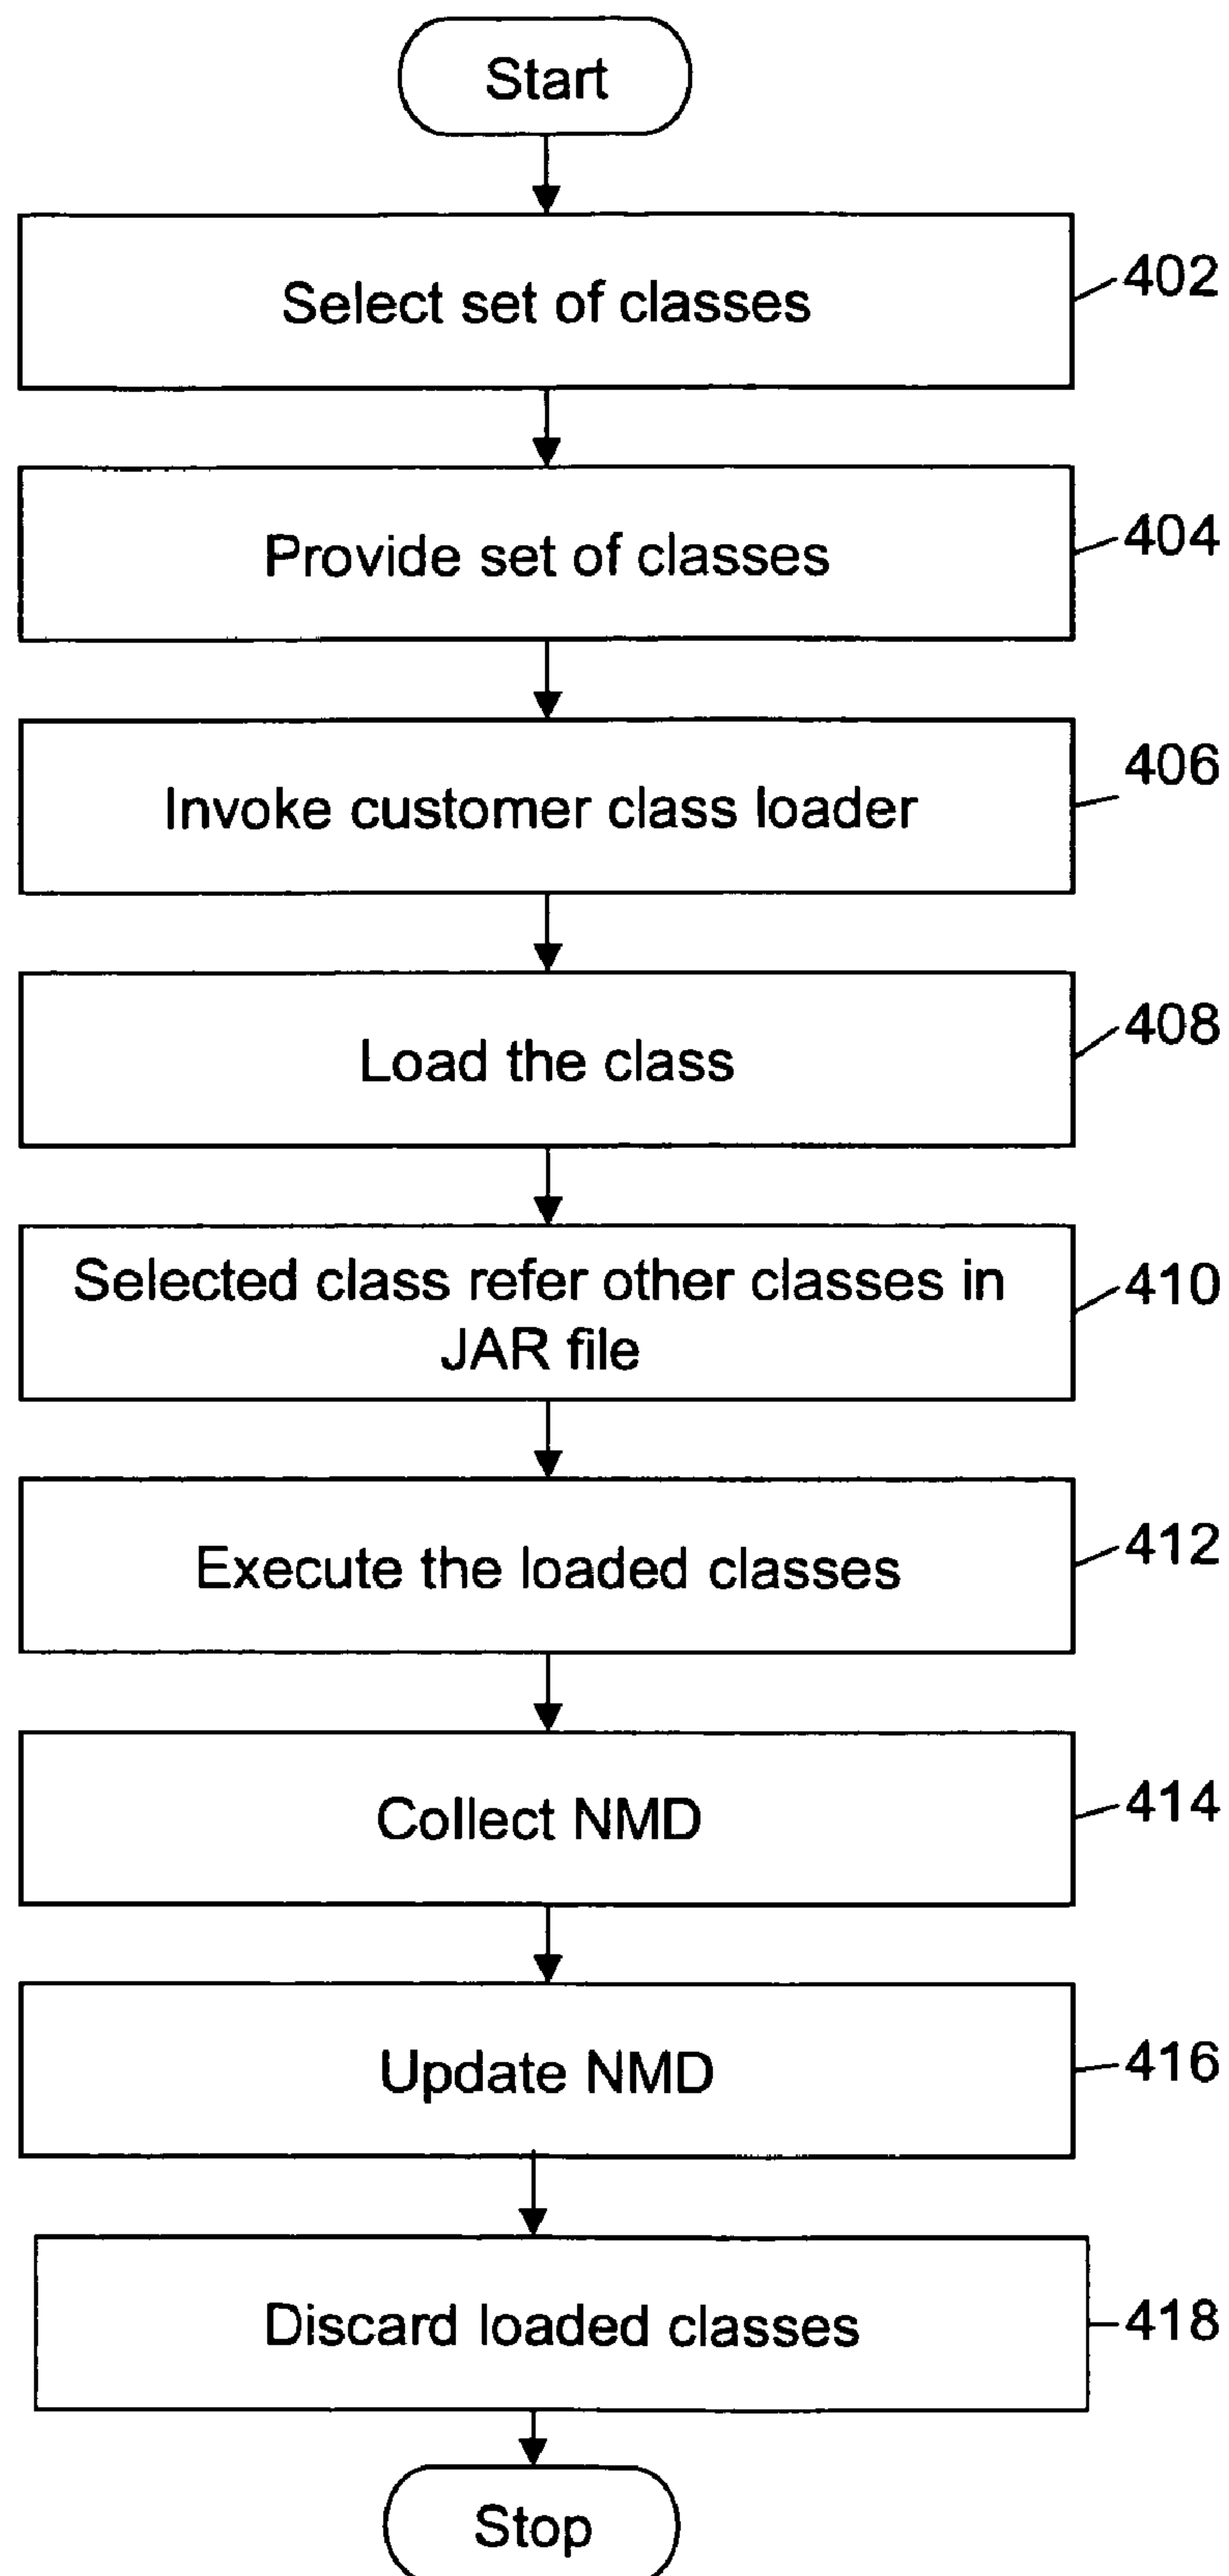 Start
Select set of classes
402
Provide set of classes
404
Invoke customer class loader
406
Load the class
408
Selected class refer other classes in
JAR file
410
Execute the loaded classes
412
Collect NMD
414
Update NMD
416
Discard loaded classes
418
Stop